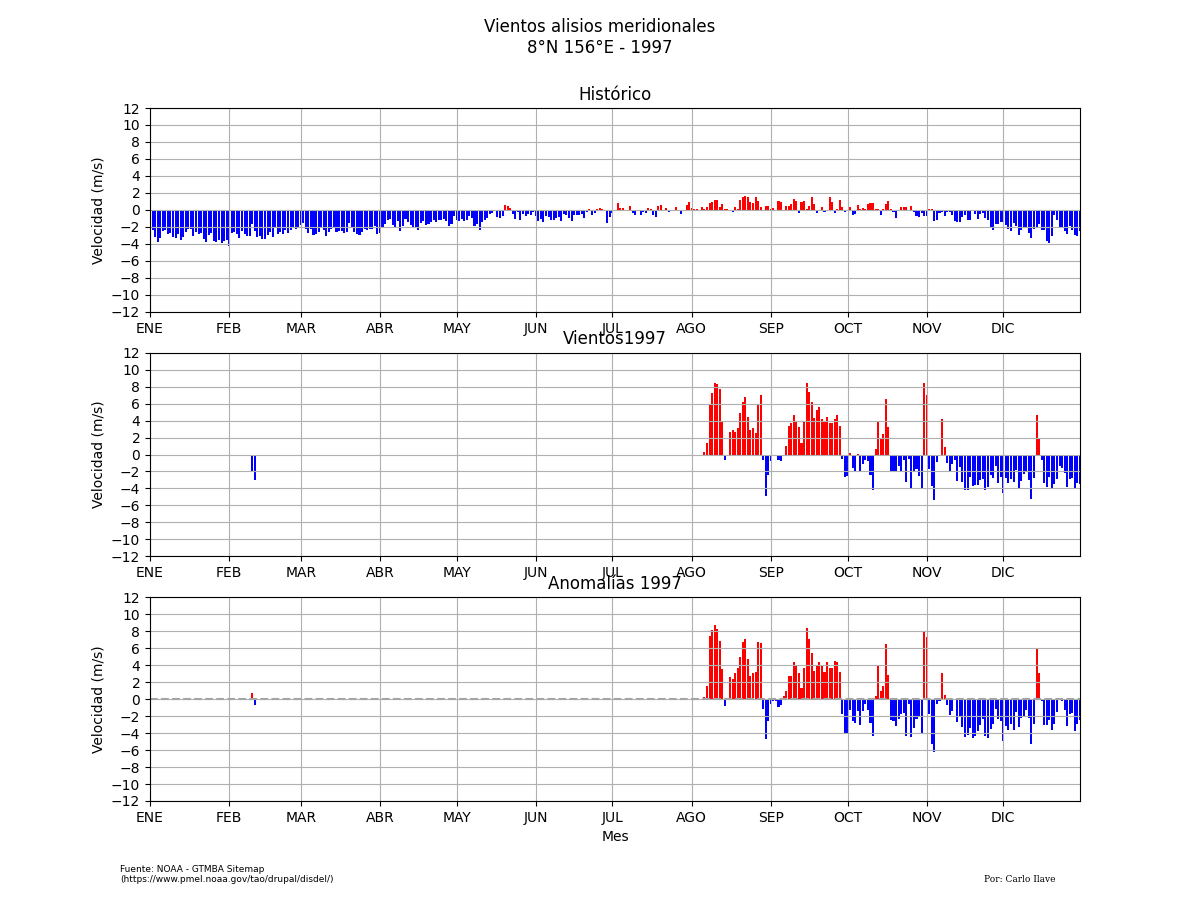 Vientos alisios meridionales
8°N 156°E - 1997
Histórico
12
10
8
6
4
2
0
−2
−4
−6
−8
−10
−12
Velocidad (m/s)
ENE FEB MAR ABR MAY JUN JUL AGO SEP OCT NOV DIC
Vientos1997
12
10
8
6
4
2
0
−2
−4
−6
−8
−10
−12
Velocidad (m/s)
ENE FEB MAR ABR MAY JUN JUL AGO SEP OCT NOV DIC
Anomalías 1997
12
10
8
6
4
2
0
−2
−4
−6
−8
−10
−12
Velocidad (m/s)
ENE FEB MAR ABR MAY JUN JUL AGO SEP OCT NOV DIC
Mes
Fuente: NOAA - GTMBA Sitemap
(https://www.pmel.noaa.gov/tao/drupal/disdel/)
Por: Carlo Ilave